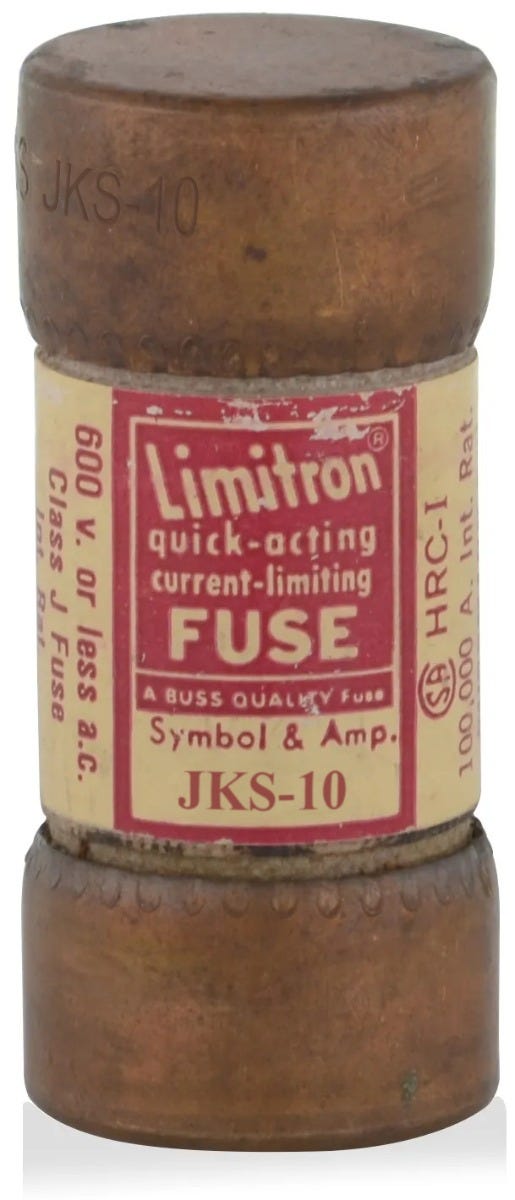 S JKS-10
Limitron®
quick-acting
current-limiting
FUSE
A BUSS QUALITY Fuse
Symbol & Amp.
JKS-10
600 v. or less a.c.
Class J Fuse
HRC-I
SA
100,000 A. Int. Rat.